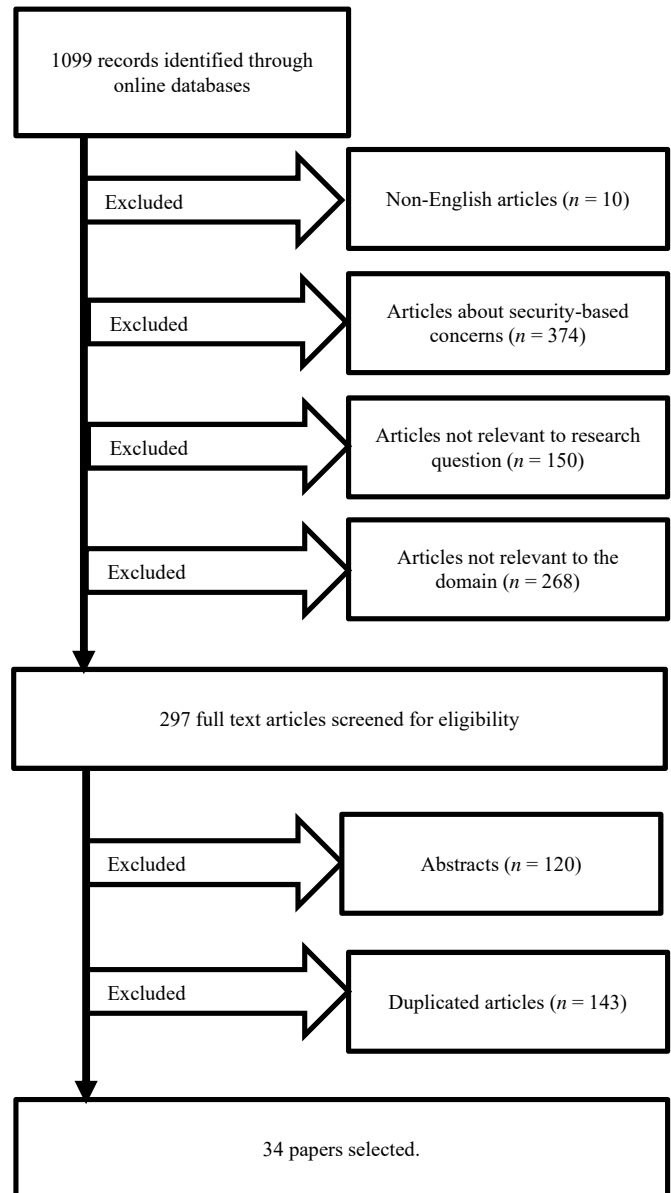 1099 records identified through
online databases
Excluded
Non-English articles (n = 10)
Excluded
Articles about security-based
concerns (n = 374)
Excluded
Articles not relevant to research
question (n = 150)
Excluded
Articles not relevant to the
domain (n = 268)
297 full text articles screened for eligibility
Excluded
Abstracts (n = 120)
Excluded
Duplicated articles (n = 143)
34 papers selected.